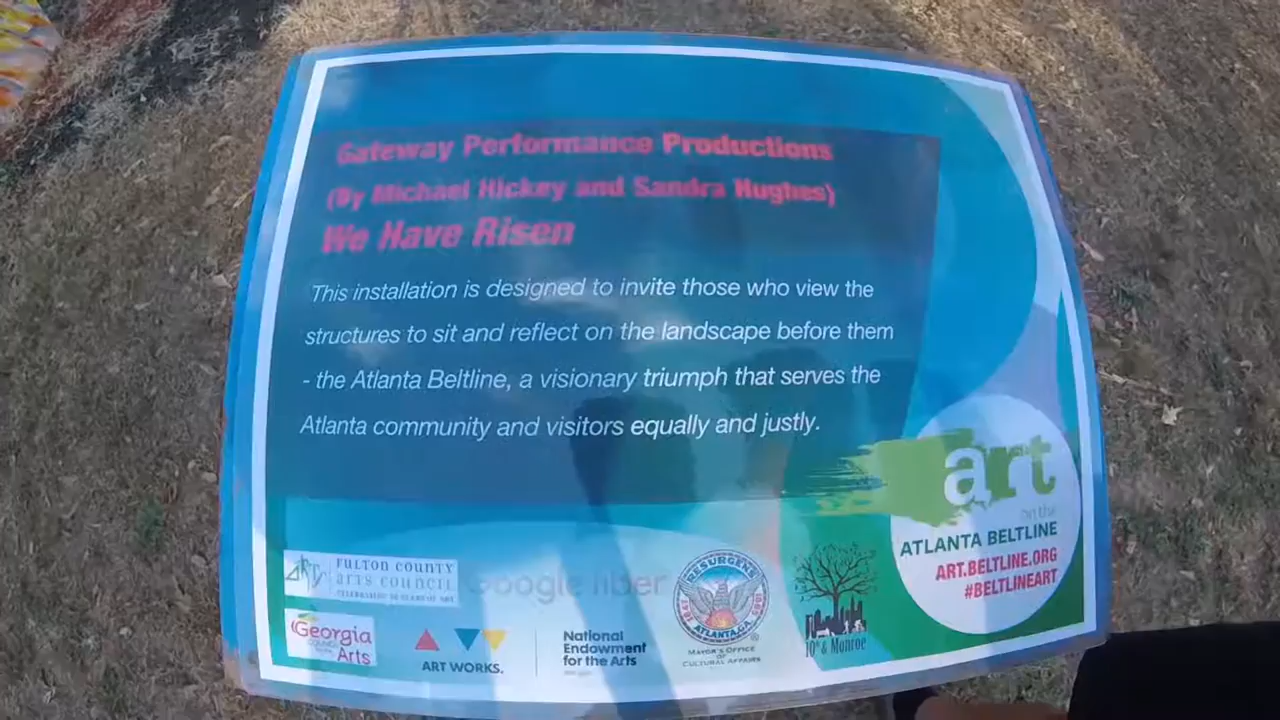 Gateway Performance Productions
(By Michael Hickey and Sandra Hughes)
We Have Risen
This installation is designed to invite those who view the
structures to sit and reflect on the landscape before them
- the Atlanta Beltline, a visionary triumph that serves the
Atlanta community and visitors equally and justly.
art
on the
ATLANTA BELTLINE
ART.BELTLINE.ORG
#BELTLINEART
FULTON COUNTY
ARTS COUNCIL
Google fiber
RESURGENS
ATLANTA, GA.
MAYOR'S OFFICE
OF
CULTURAL AFFAIRS
10th & Monroe
Georgia
Arts
ART WORKS.
National
Endowment
for the Arts